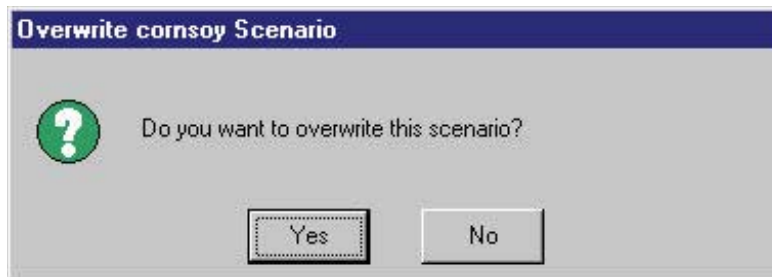 Overwrite cornsoy Scenario
?
Do you want to overwrite this scenario?
Yes No